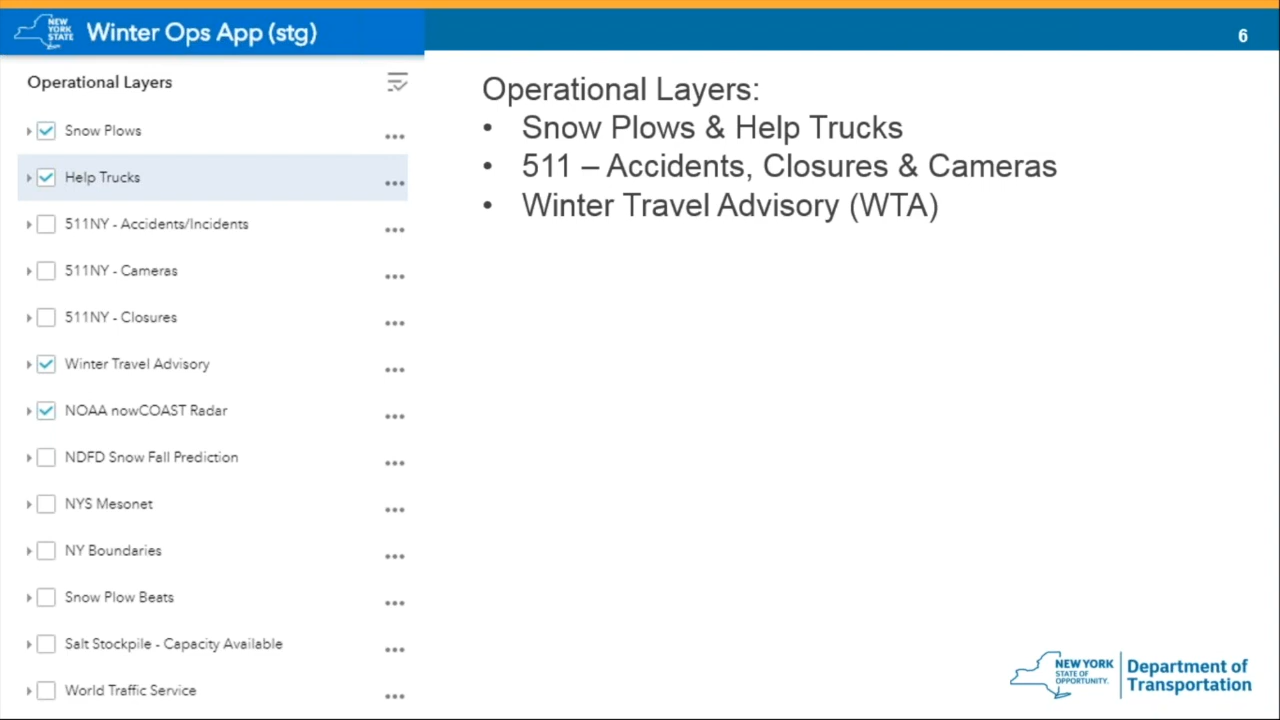 NEW
YORK
STATE
Winter Ops App (stg)
6
Operational Layers
Snow Plows
Help Trucks
511NY - Accidents/Incidents
511NY - Cameras
511NY - Closures
Winter Travel Advisory
NOAA nowCOAST Radar
NDFD Snow Fall Prediction
NYS Mesonet
NY Boundaries
Snow Plow Beats
Salt Stockpile - Capacity Available
World Traffic Service
Operational Layers:
• Snow Plows & Help Trucks
• 511 – Accidents, Closures & Cameras
• Winter Travel Advisory (WTA)
NEW YORK
STATE OF
OPPORTUNITY.
Department of
Transportation